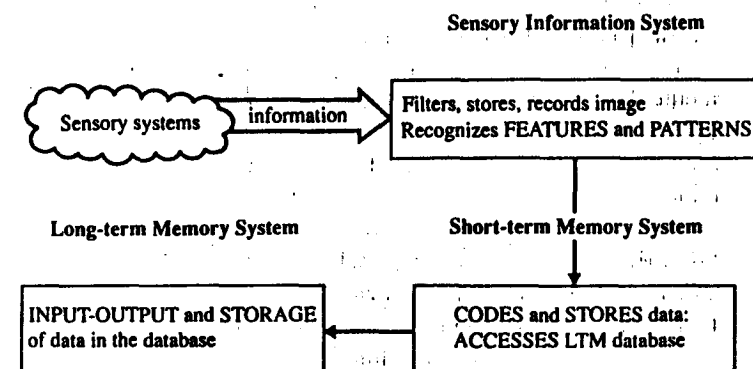 Sensory Information System
Sensory systems
information
Filters, stores, records image
Recognizes FEATURES and PATTERNS
Long-term Memory System
Short-term Memory System
INPUT-OUTPUT and STORAGE
of data in the database
CODES and STORES data:
ACCESSES LTM database